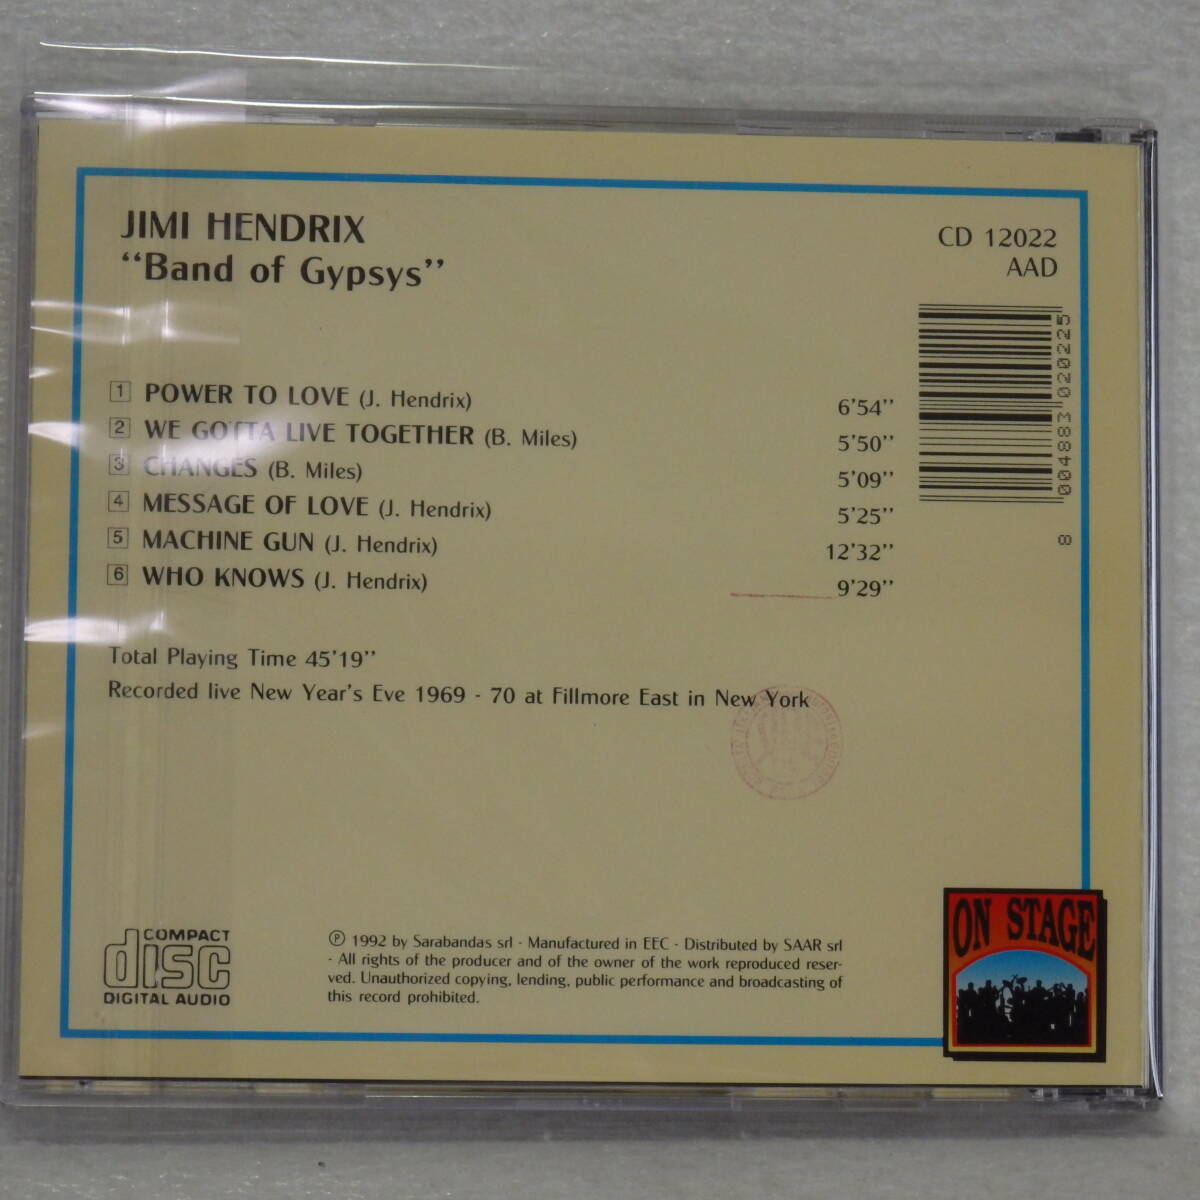 JIMI HENDRIX
“Band of Gypsys”
CD 12022
AAD
8 004883 020225
1 POWER TO LOVE (J. Hendrix) 6'54’’
2 WE GOTTA LIVE TOGETHER (B. Miles) 5'50’’
3 CHANGES (B. Miles) 5'09’’
4 MESSAGE OF LOVE (J. Hendrix) 5'25’’
5 MACHINE GUN (J. Hendrix) 12'32’’
6 WHO KNOWS (J. Hendrix) 9'29’’
Total Playing Time 45'19’’
Recorded live New Year's Eve 1969 - 70 at Fillmore East in New York
COMPACT
disc
DIGITAL AUDIO
℗ 1992 by Sarabandas srl - Manufactured in EEC - Distributed by SAAR srl
- All rights of the producer and of the owner of the work reproduced reser-
ved. Unauthorized copying, lending, public performance and broadcasting of
this record prohibited.
ON STAGE